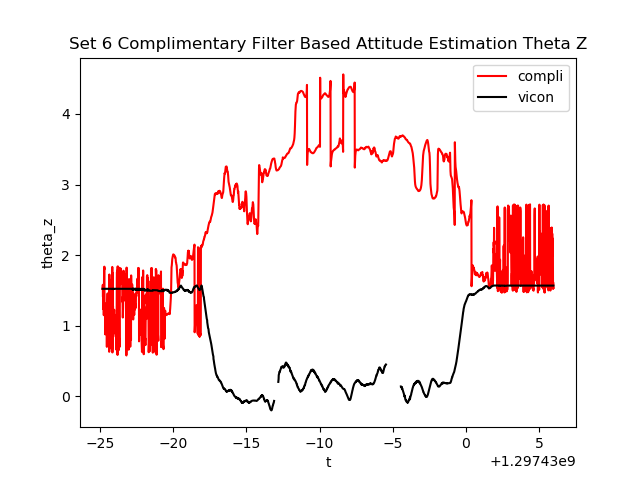 Set 6 Complimentary Filter Based Attitude Estimation Theta Z
compli
vicon
theta_z
4
3
2
1
0
−25 −20 −15 −10 −5 0 5
t
+1.29743e9